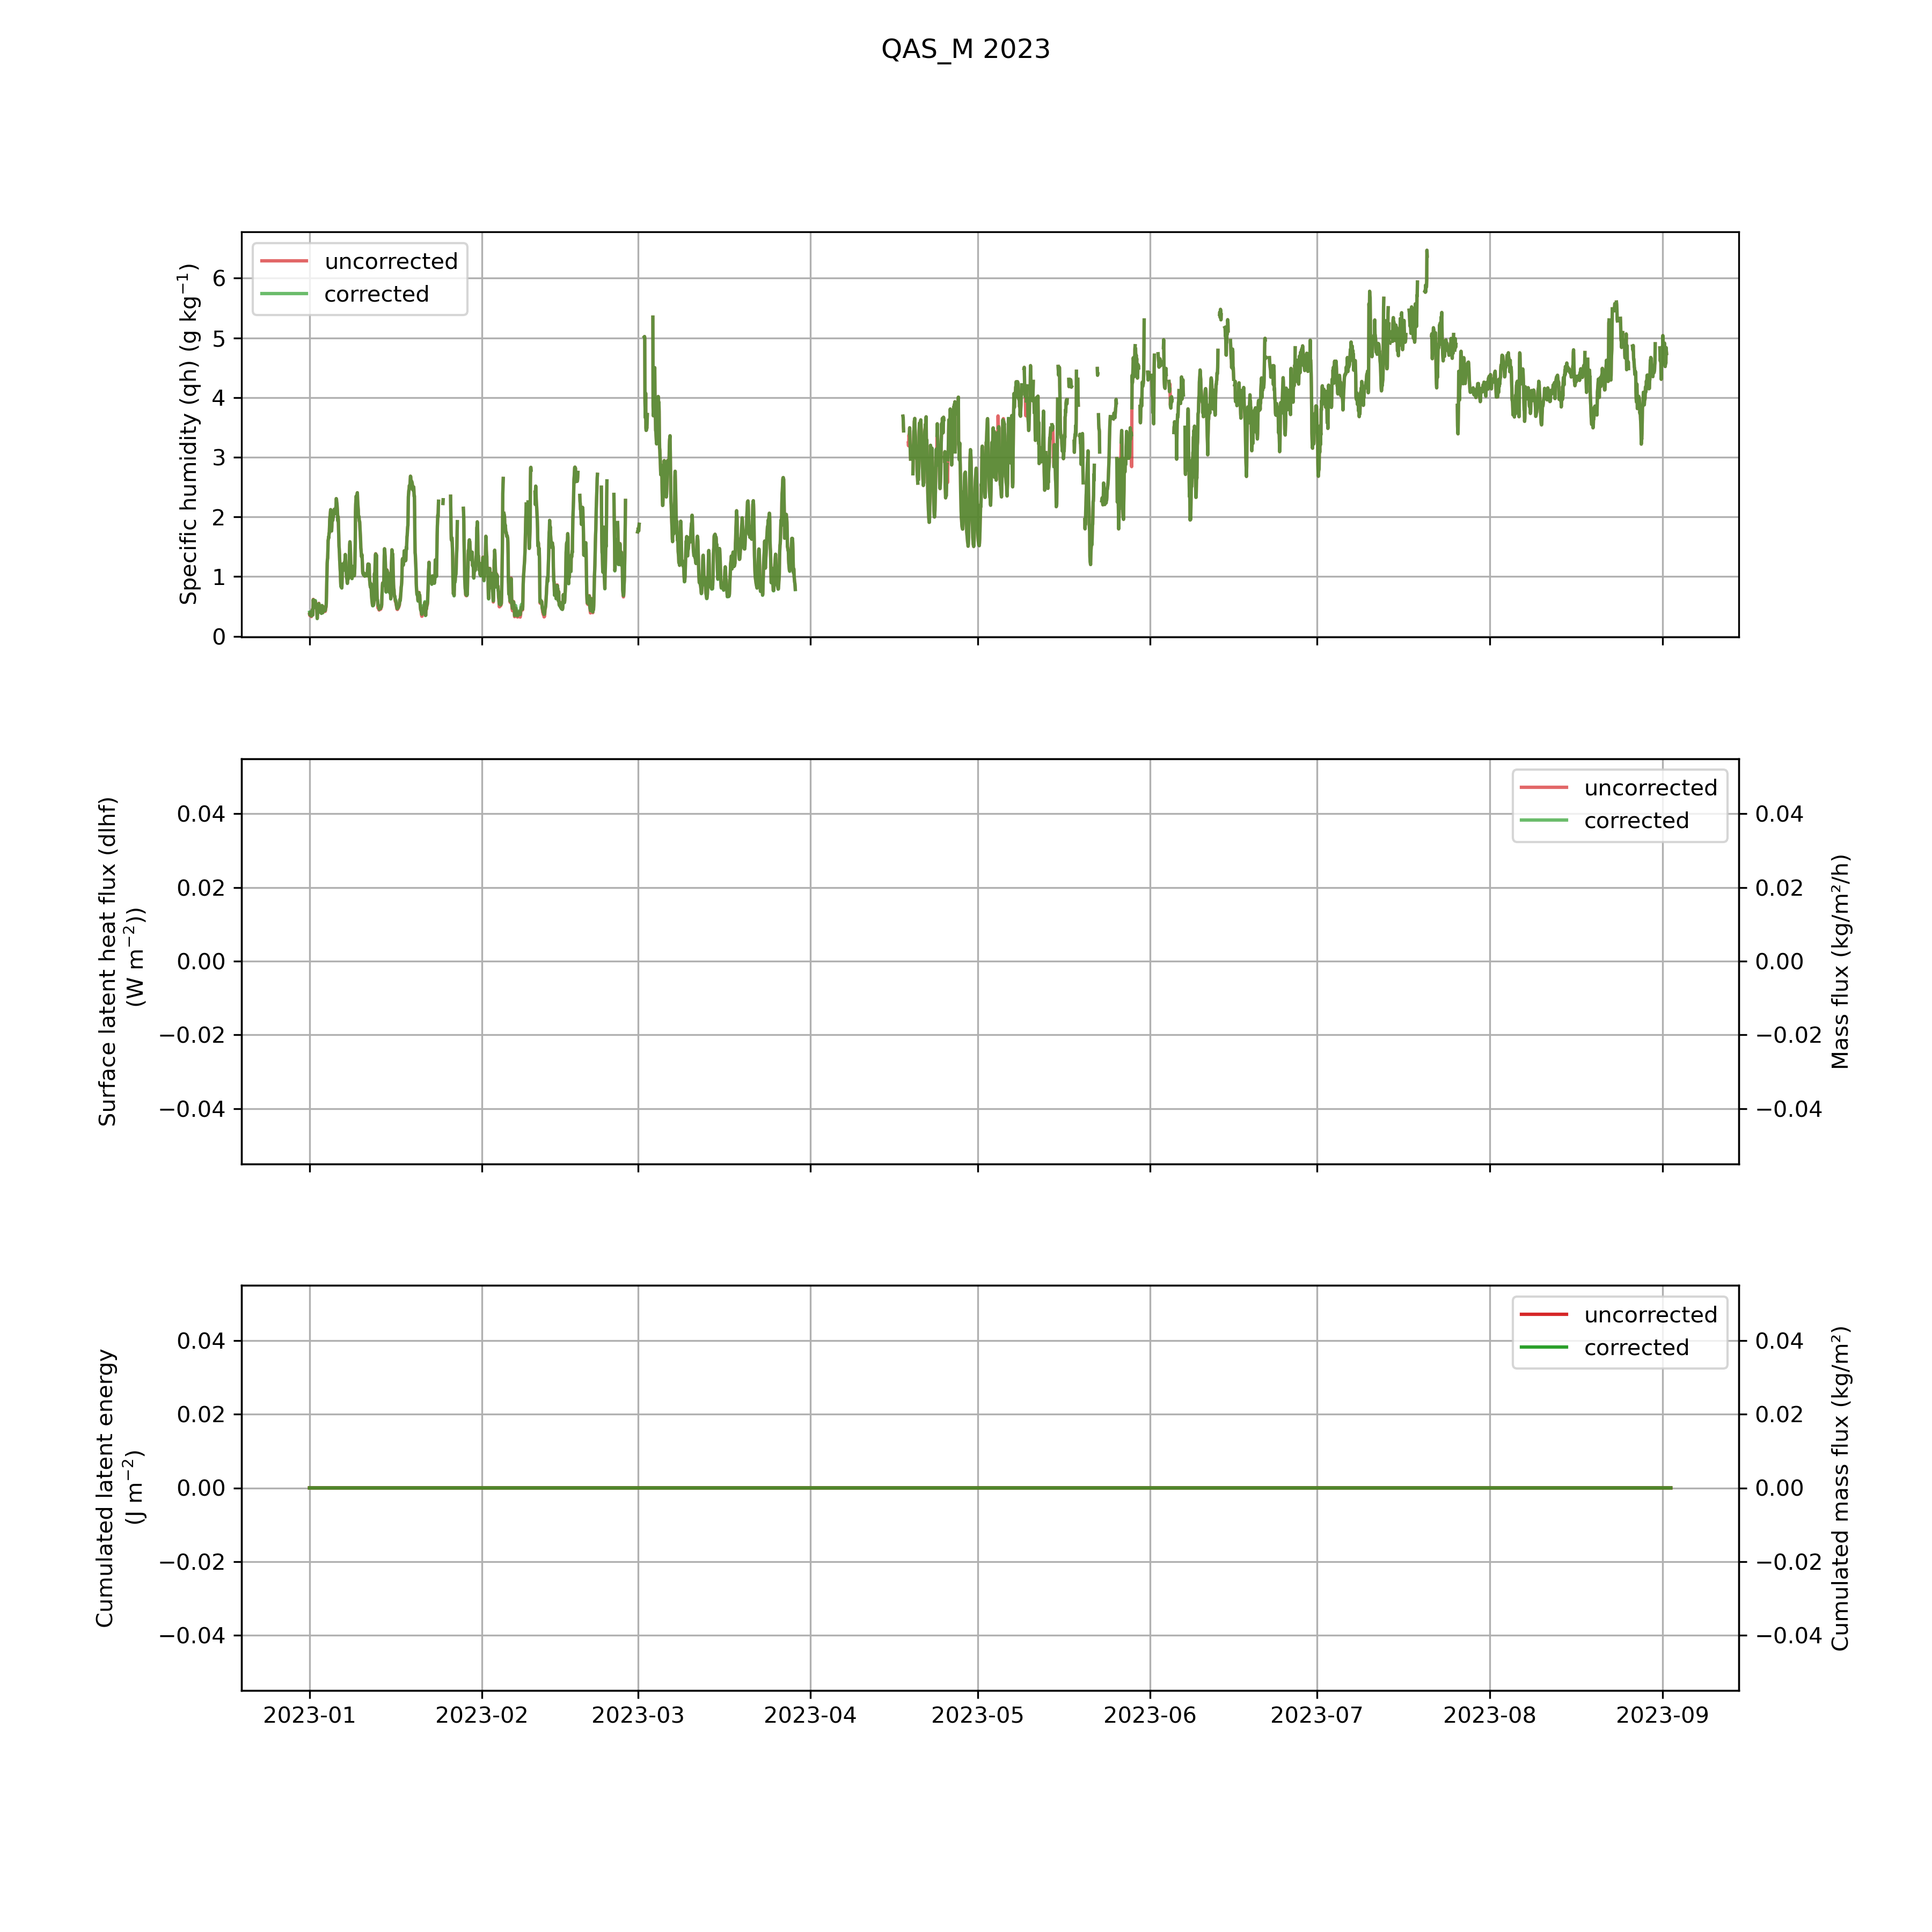 QAS_M 2023
Specific humidity (qh) (g kg⁻¹)
6
5
4
3
2
1
0
uncorrected
corrected
Surface latent heat flux (dlhf)
(W m⁻²))
0.04
0.02
0.00
−0.02
−0.04
uncorrected
corrected
0.04
0.02
0.00
−0.02
−0.04
Mass flux (kg/m²/h)
Cumulated latent energy
(J m⁻²)
0.04
0.02
0.00
−0.02
−0.04
uncorrected
corrected
0.04
0.02
0.00
−0.02
−0.04
Cumulated mass flux (kg/m²)
2023-01 2023-02 2023-03 2023-04 2023-05 2023-06 2023-07 2023-08 2023-09